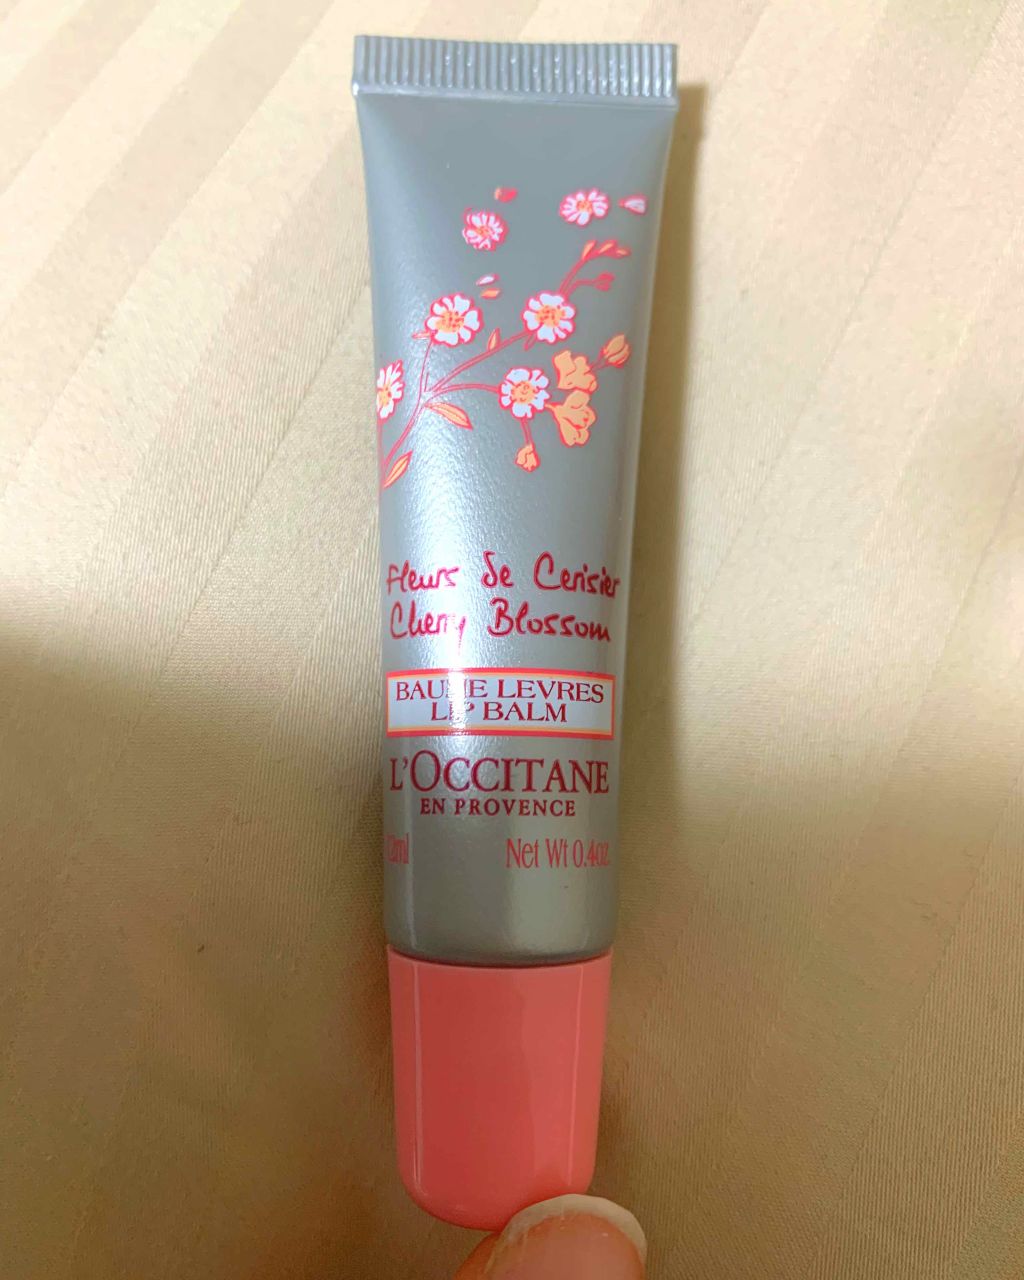 Fleurs de Cerisier
Cherry Blossom
BAUME LEVRES
LIP BALM
L'OCCITANE
EN PROVENCE
12ml Net Wt 0.4oz